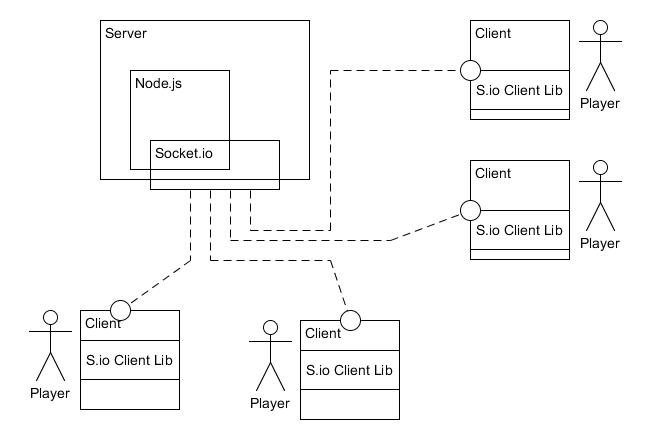 Server
Node.js
Socket.io
Client
S.io Client Lib
Player
Client
S.io Client Lib
Player
Client
S.io Client Lib
Player
Client
S.io Client Lib
Player